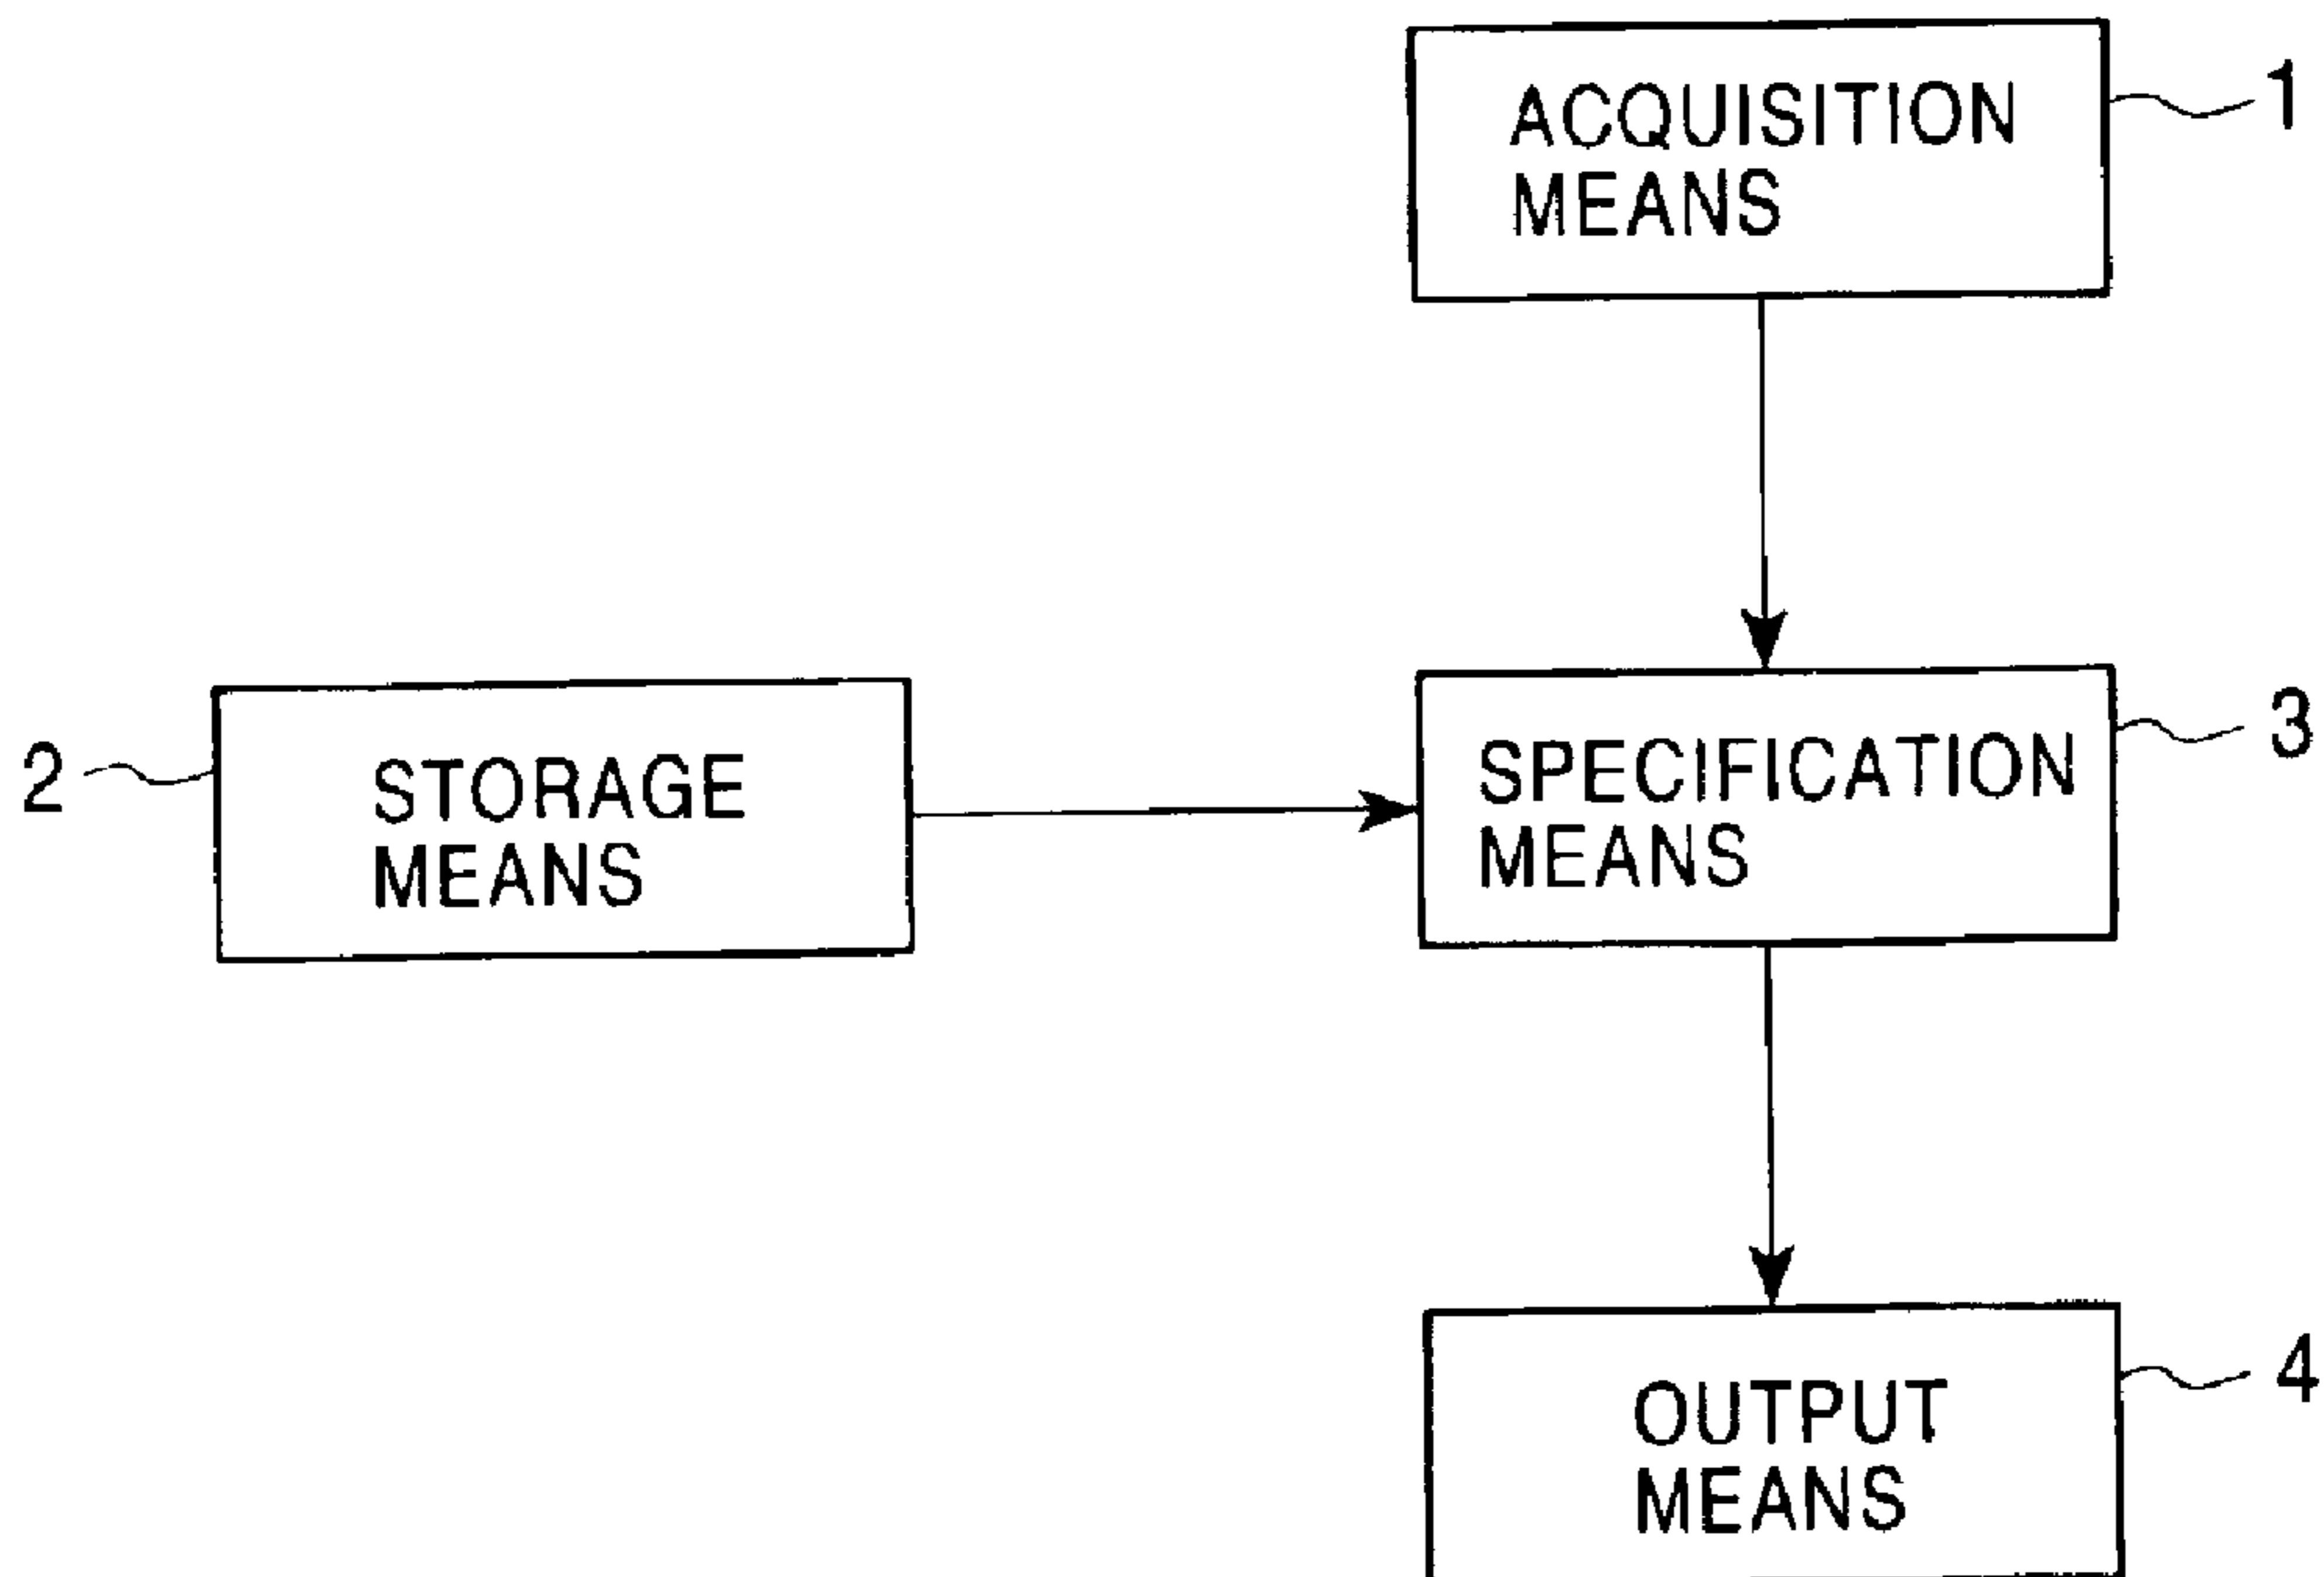 ACQUISITION
MEANS
1
2
STORAGE
MEANS
SPECIFICATION
MEANS
3
OUTPUT
MEANS
4